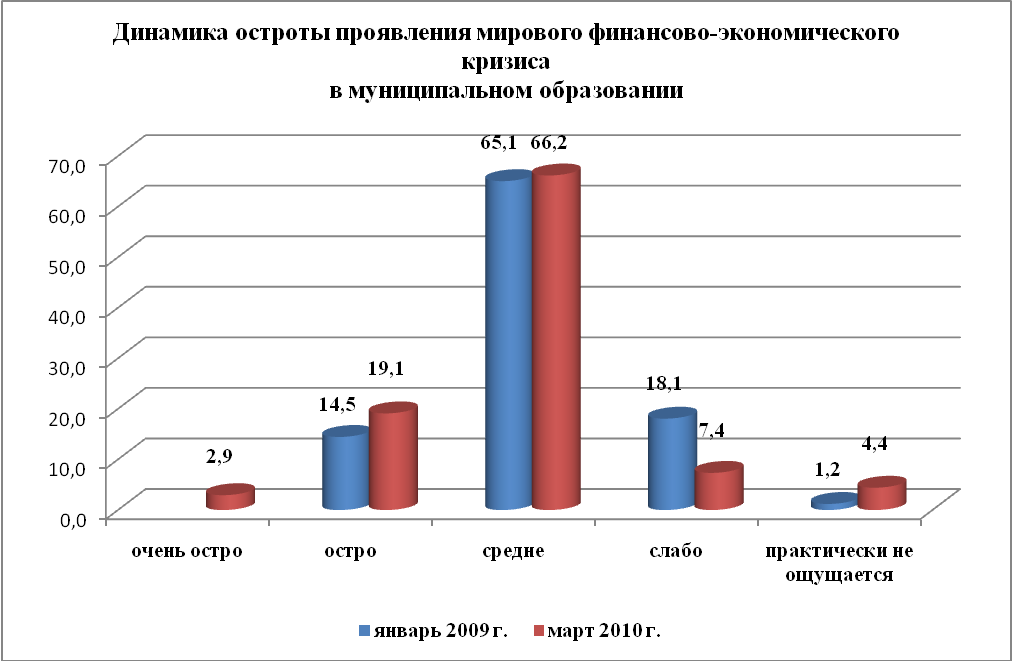 Динамика остроты проявления мирового финансово-экономического
кризиса
в муниципальном образовании
65,1 66,2
70,0
60,0
50,0
40,0
30,0
20,0
10,0
0,0
2,9
14,5
19,1
18,1
7,4
1,2
4,4
очень остро
остро
средне
слабо
практически не
ощущается
январь 2009 г.
март 2010 г.